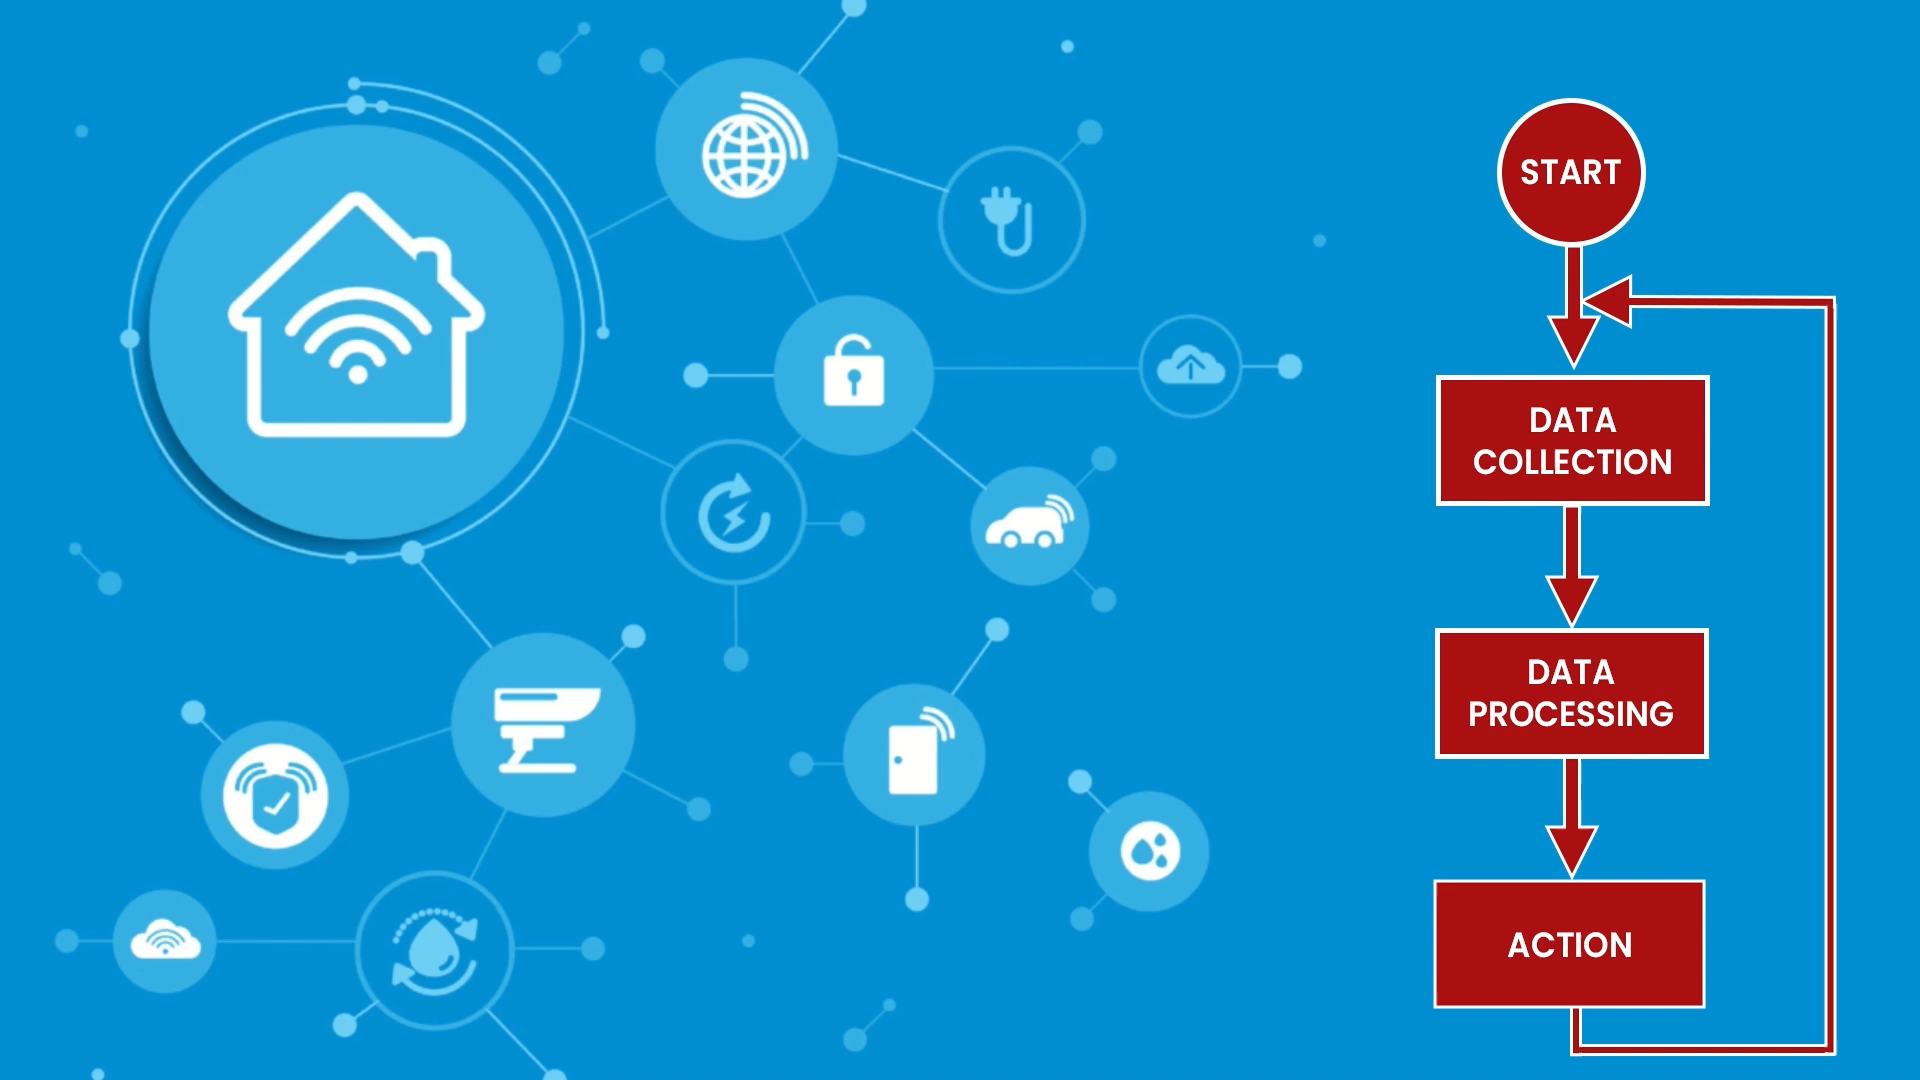 START
DATA
COLLECTION
DATA
PROCESSING
ACTION